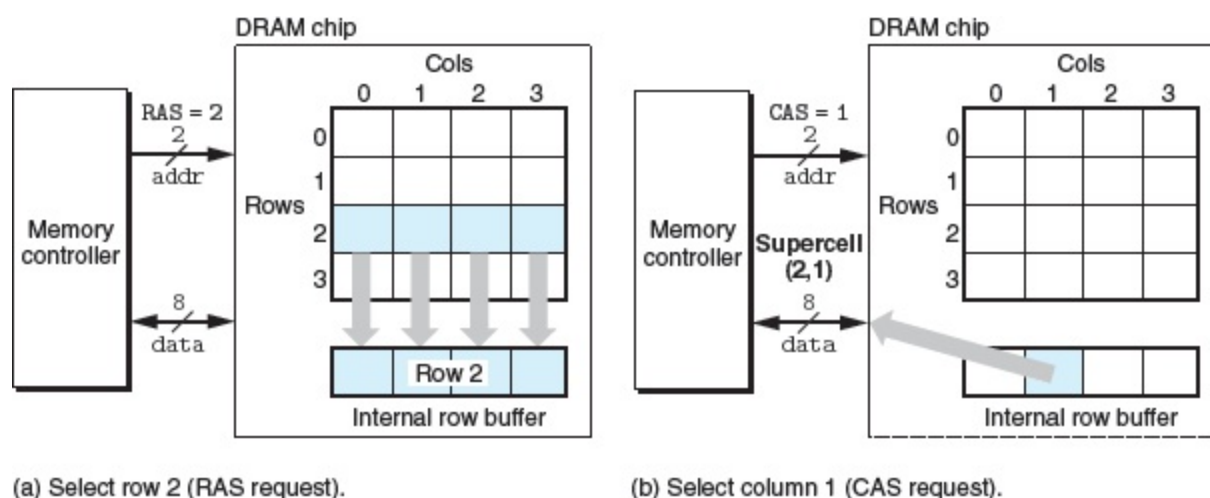 DRAM chip
Cols
0 1 2 3
RAS = 2
2
addr
0
1
Rows
2
3
Memory
controller
8
data
Row 2
Internal row buffer
(a) Select row 2 (RAS request).
DRAM chip
Cols
0 1 2 3
CAS = 1
2
addr
0
1
Rows
2
3
Memory
controller
Supercell
(2,1)
8
data
Internal row buffer
(b) Select column 1 (CAS request).